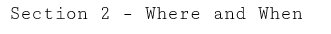 Section 2 - Where and When